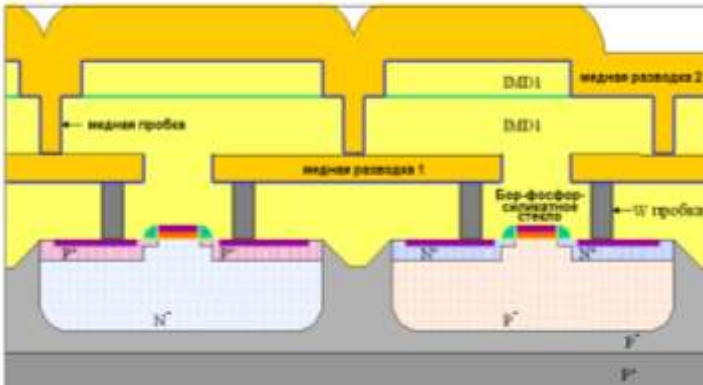 IMD1
медная разводка 2
медная пробка
IMD1
медная разводка 1
Бор-фосфор-
силикатное
стекло
W пробка
P⁺
P⁺
N⁺
N⁺
N⁻
P⁻
P⁻
P⁺